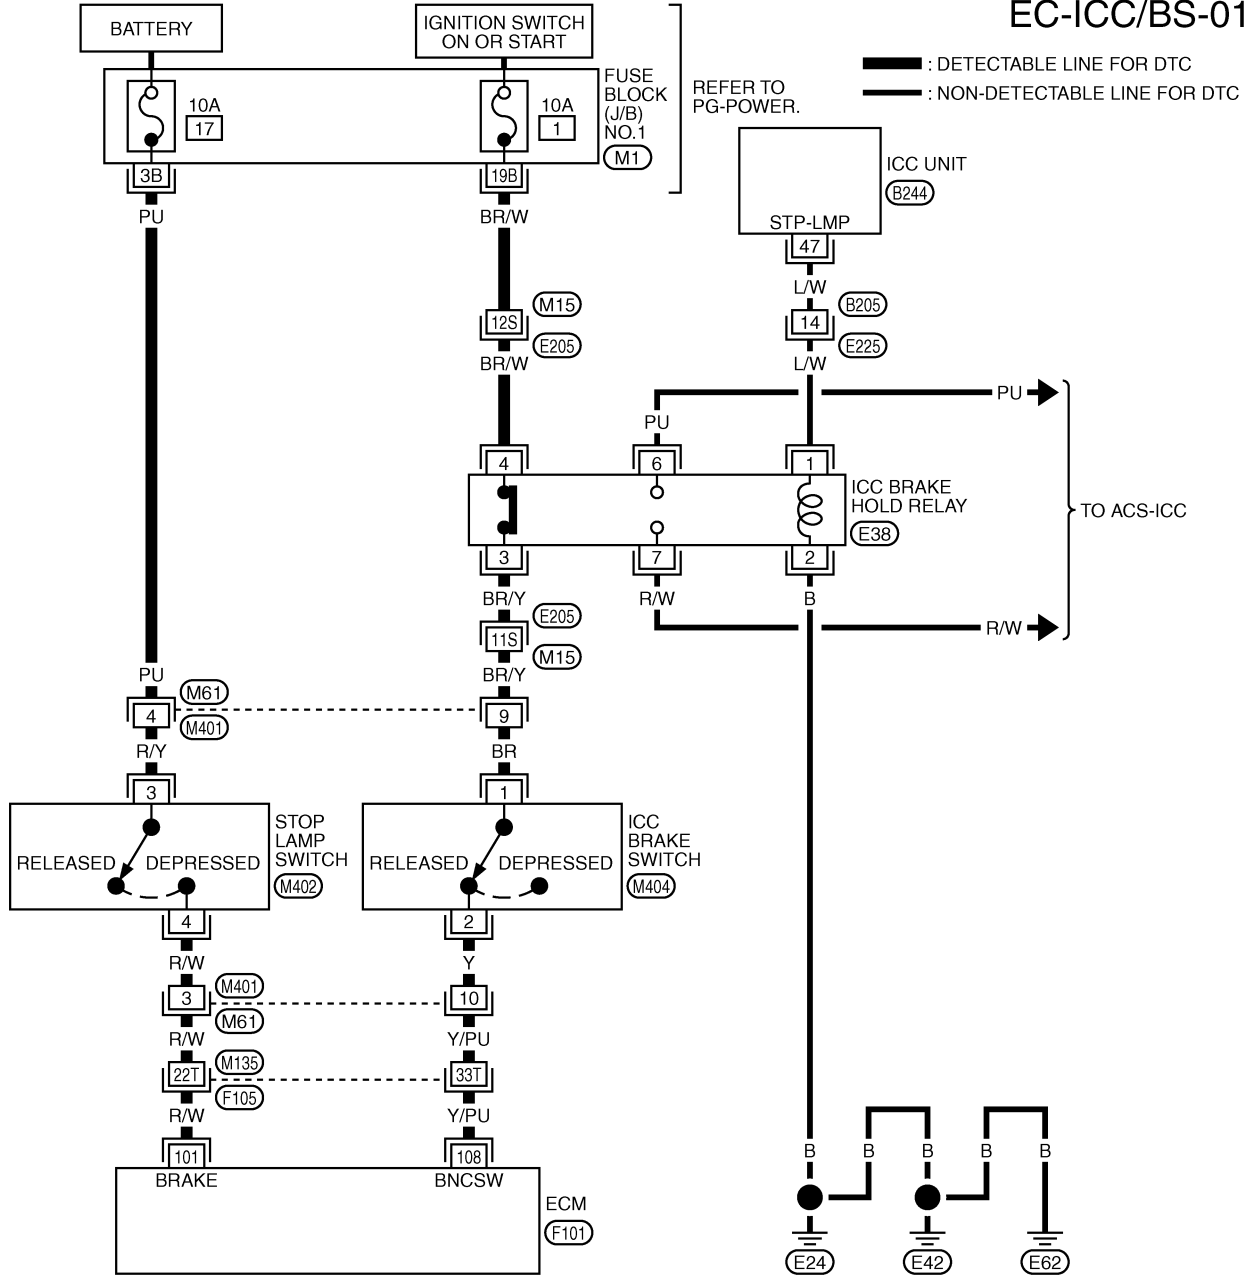 EC-ICC/BS-01
BATTERY
IGNITION SWITCH
ON OR START
: DETECTABLE LINE FOR DTC
: NON-DETECTABLE LINE FOR DTC
FUSE
BLOCK
(J/B)
NO.1
M1
REFER TO
PG-POWER.
10A
17
10A
1
3B
19B
PU
BR/W
ICC UNIT
B244
STP-LMP
47
L/W
M15
12S
E205
B205
14
E225
BR/W
L/W
PU
PU
4
6
1
ICC BRAKE
HOLD RELAY
E38
TO ACS-ICC
3
7
2
BR/Y
R/W
B
E205
11S
M15
R/W
PU
BR/Y
M61
4
M401
9
R/Y
BR
3
1
STOP
LAMP
SWITCH
M402
RELEASED
DEPRESSED
ICC
BRAKE
SWITCH
M404
RELEASED
DEPRESSED
4
2
R/W
Y
M401
3
M61
10
R/W
Y/PU
M135
22T
F105
33T
R/W
Y/PU
101
108
BRAKE
BNCSW
ECM
F101
B
B
B
B
B
E24
E42
E62